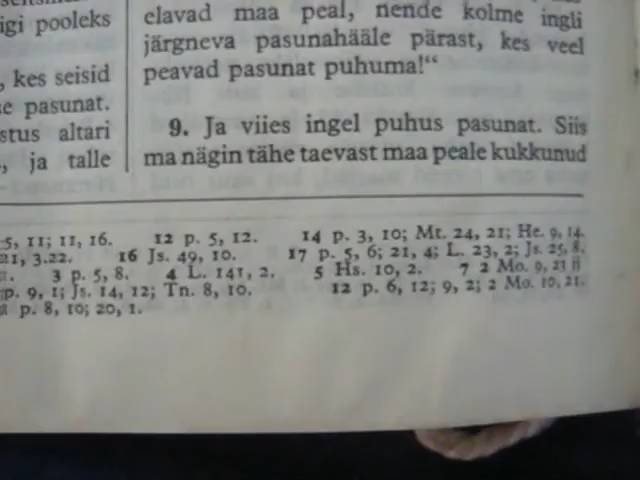 igi pooleks
, kes seisid
pasunat.
stus altari
, ja talle
elavad maa peal, nende kolme ingli
järgneva pasunahääle pärast, kes veel
peavad pasunat puhuma!“
9. Ja viies ingel puhus pasunat. Siis
ma nägin tähe taevast maa peale kukkunud
5, 11; 11, 16. 12 p. 5, 12. 14 p. 3, 10; Mt. 24, 21; He. 9, 14.
21, 3.22. 16 Js. 49, 10. 17 p. 5, 6; 21, 4; L. 23, 2; Js. 25, 8.
3 p. 5, 8. 4 L. 141, 2. 5 Hs. 10, 2. 7 2 Mo. 9, 23
p. 9, 1; Js. 14, 12; Tn. 8, 10. 12 p. 6, 12; 9, 2; 2 Mo. 10, 21.
p. 8, 10; 20, 1.